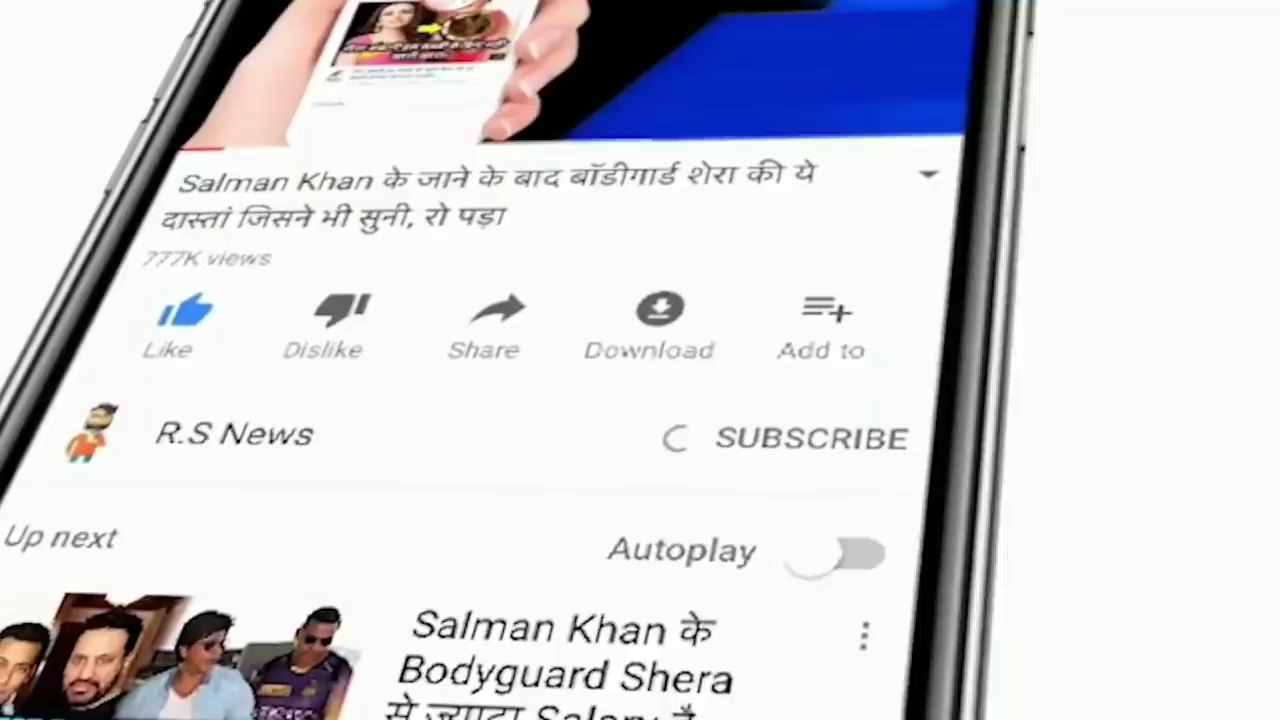 Salman Khan के जाने के बाद बॉडीगार्ड शेरा की ये
दास्तां जिसने भी सुनी, रो पड़ा
777K views
Like Dislike Share Download Add to
R.S News SUBSCRIBE
Up next Autoplay
Salman Khan के
Bodyguard Shera
से ज्यादा Salary है